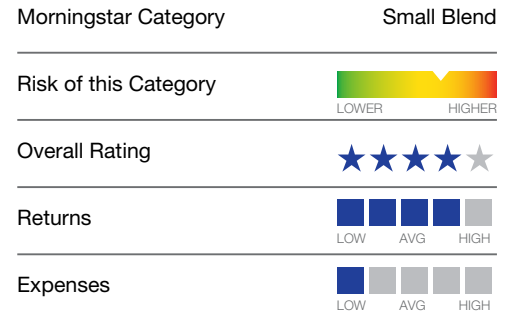 Morningstar Category Small Blend
Risk of this Category
LOWER HIGHER
Overall Rating
Returns
LOW AVG HIGH
Expenses
LOW AVG HIGH